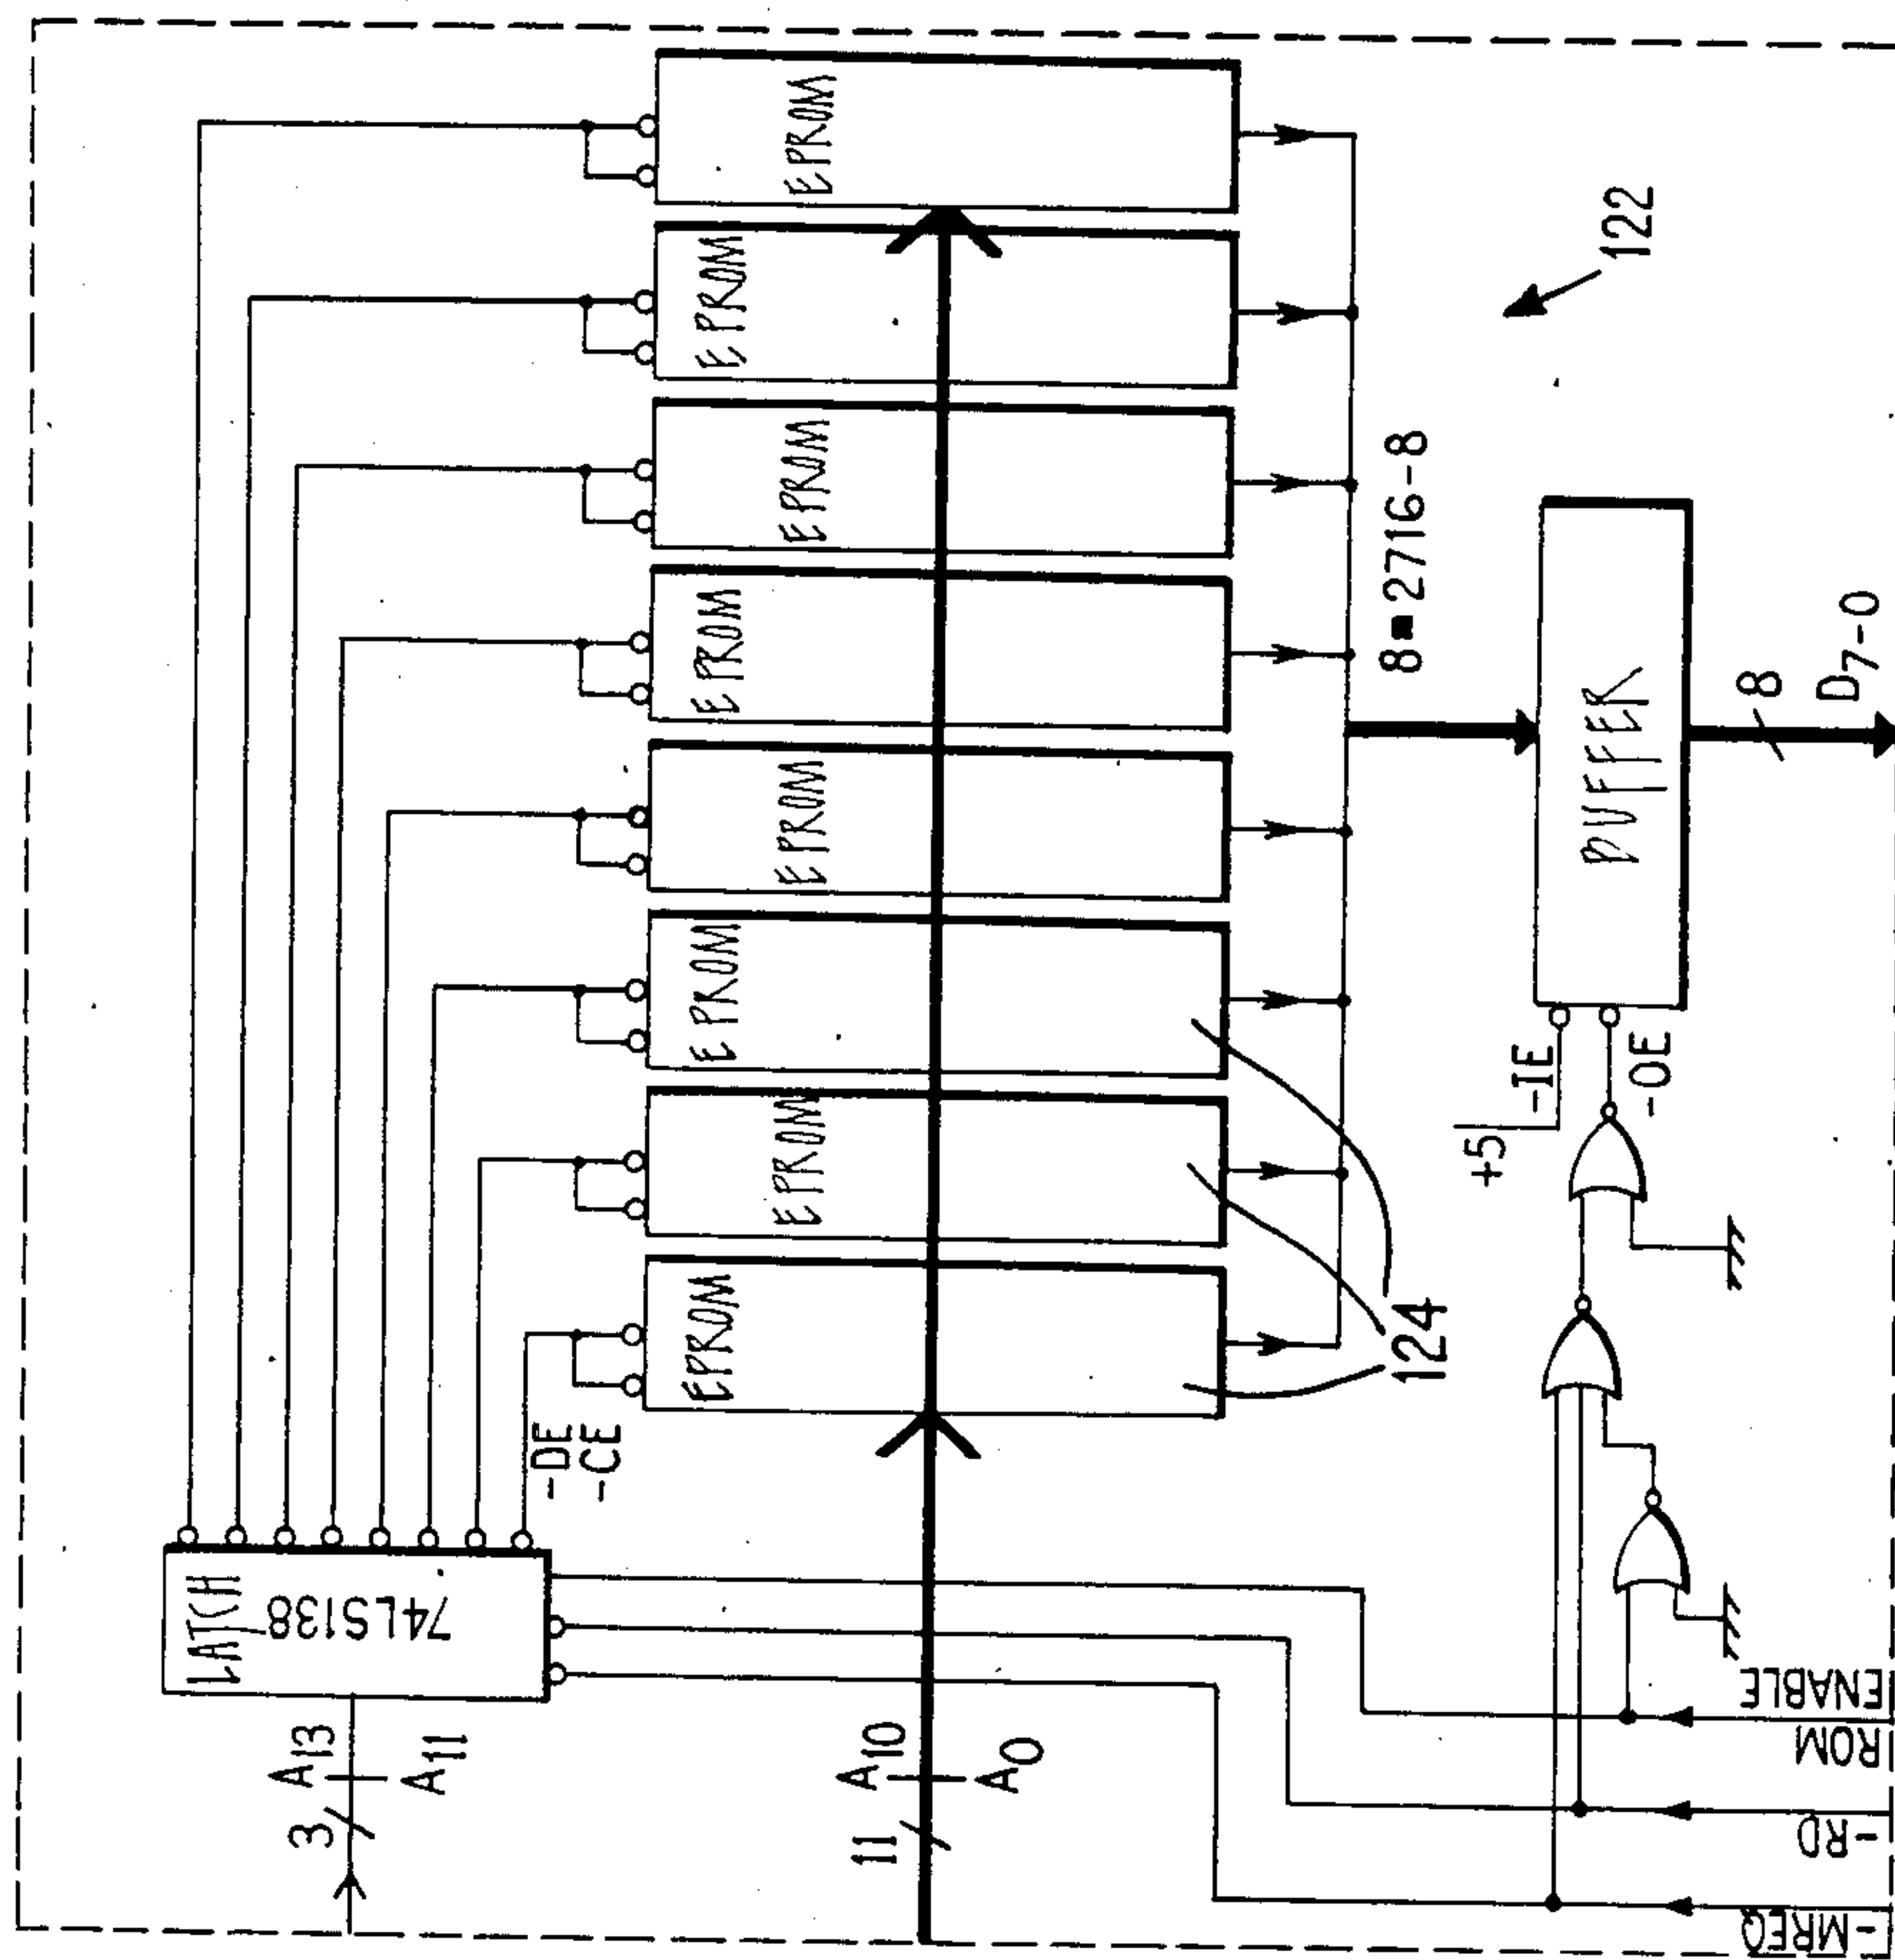 LATCH
74LS138
3
A13
A11
-DE
-CE
11
A10
A0
EPROM
EPROM
EPROM
EPROM
EPROM
EPROM
EPROM
EPROM
124
8=2716-8
122
+5
-IE
-OE
PUFFER
8
D7-0
-MREQ
-RD
ROM
ENABLE